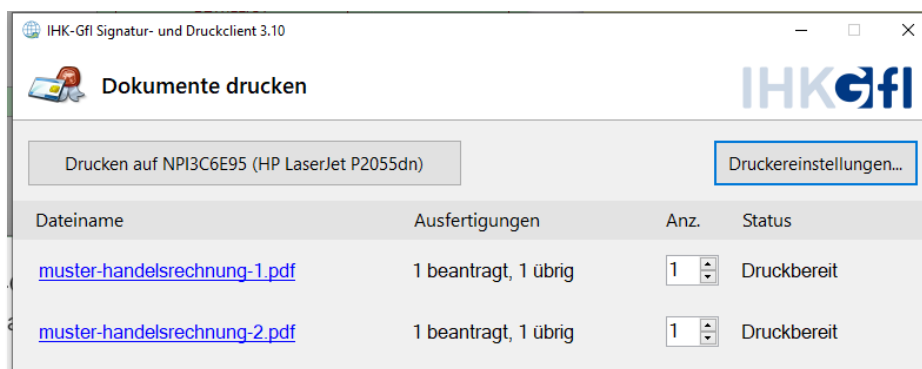 IHK-GfI Signatur- und Druckclient 3.10
Dokumente drucken
IHKGfI
Drucken auf NPI3C6E95 (HP LaserJet P2055dn)
Druckereinstellungen...
Dateiname Ausfertigungen Anz. Status
muster-handelsrechnung-1.pdf 1 beantragt, 1 übrig 1 Druckbereit
muster-handelsrechnung-2.pdf 1 beantragt, 1 übrig 1 Druckbereit